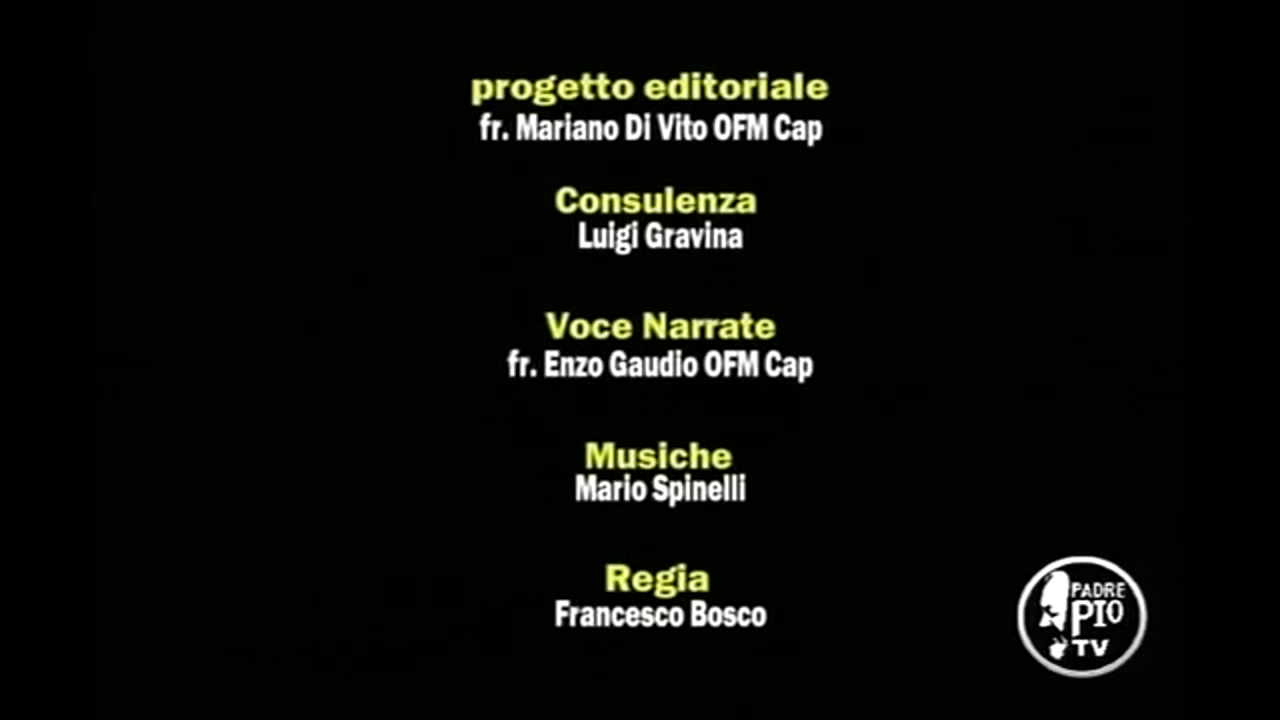 progetto editoriale
fr. Mariano Di Vito OFM Cap
Consulenza
Luigi Gravina
Voce Narrate
fr. Enzo Gaudio OFM Cap
Musiche
Mario Spinelli
Regia
Francesco Bosco
PADRE
PIO
TV